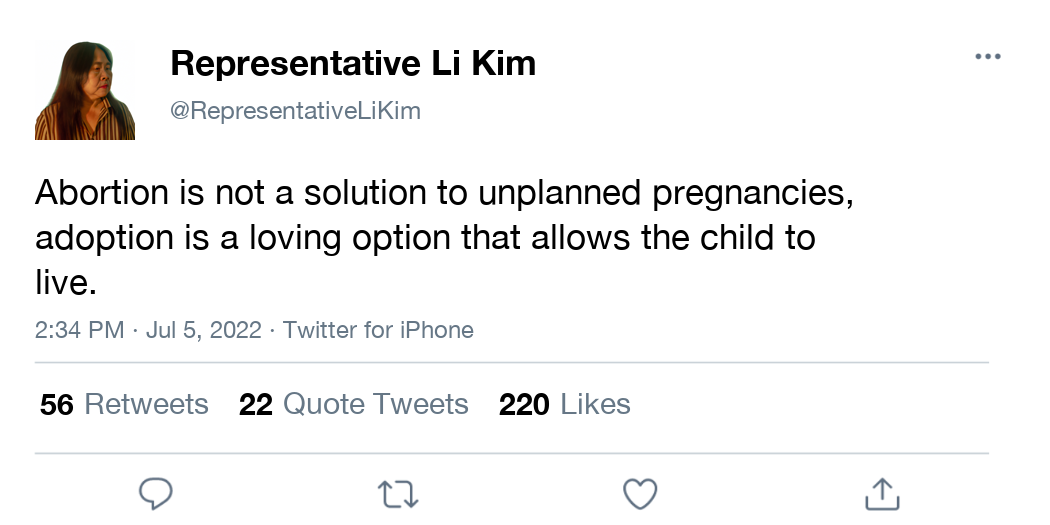 Representative Li Kim
@RepresentativeLiKim
Abortion is not a solution to unplanned pregnancies,
adoption is a loving option that allows the child to
live.
2:34 PM · Jul 5, 2022 · Twitter for iPhone
56 Retweets 22 Quote Tweets 220 Likes